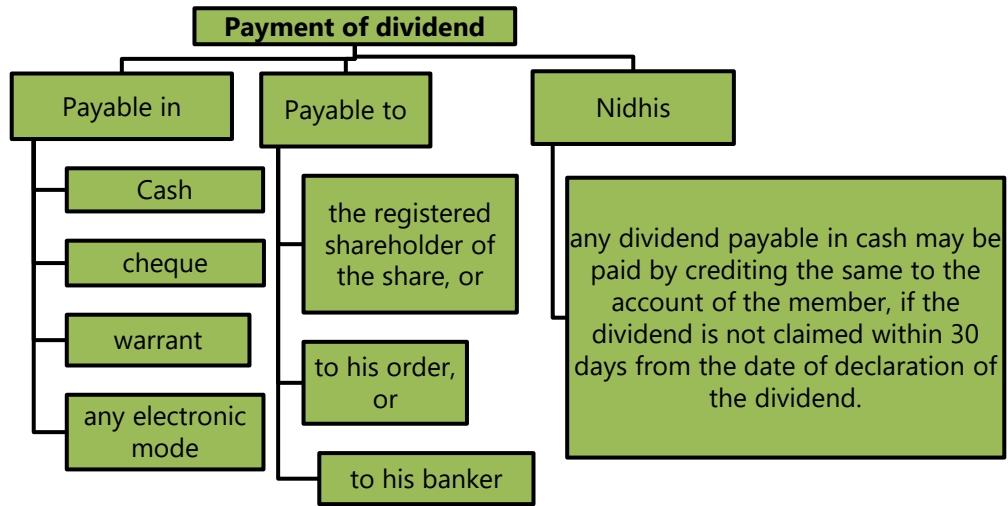 Payment of dividend
Payable in
Cash
cheque
warrant
any electronic
mode
Payable to
the registered
shareholder of
the share, or
to his order,
or
to his banker
Nidhis
any dividend payable in cash may be
paid by crediting the same to the
account of the member, if the
dividend is not claimed within 30
days from the date of declaration of
the dividend.